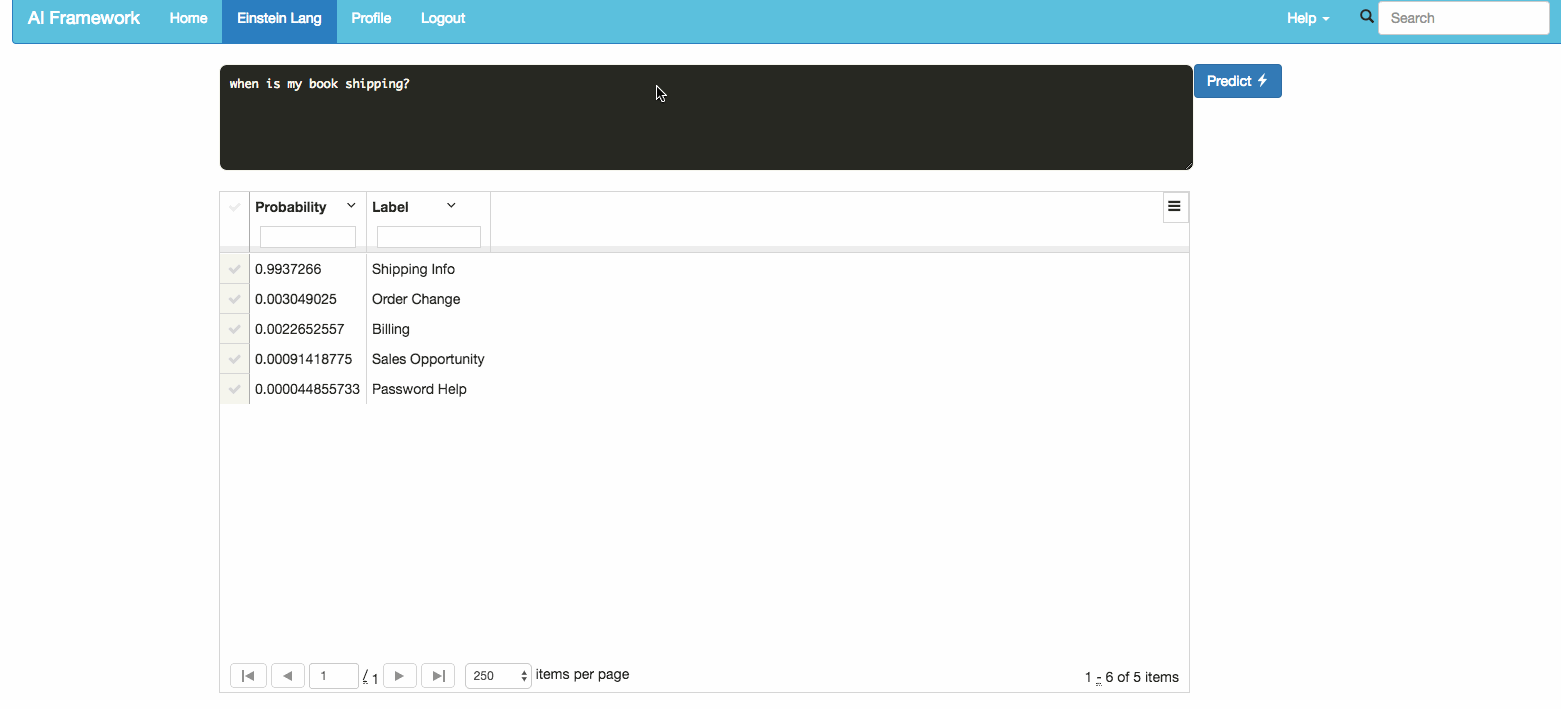 AI Framework Home Einstein Lang Profile Logout Help Search
when is my book shipping?
Predict
Probability Label
0.9937266 Shipping Info
0.003049025 Order Change
0.0022652557 Billing
0.00091418775 Sales Opportunity
0.000044855733 Password Help
1 / 1 250 items per page 1 - 6 of 5 items